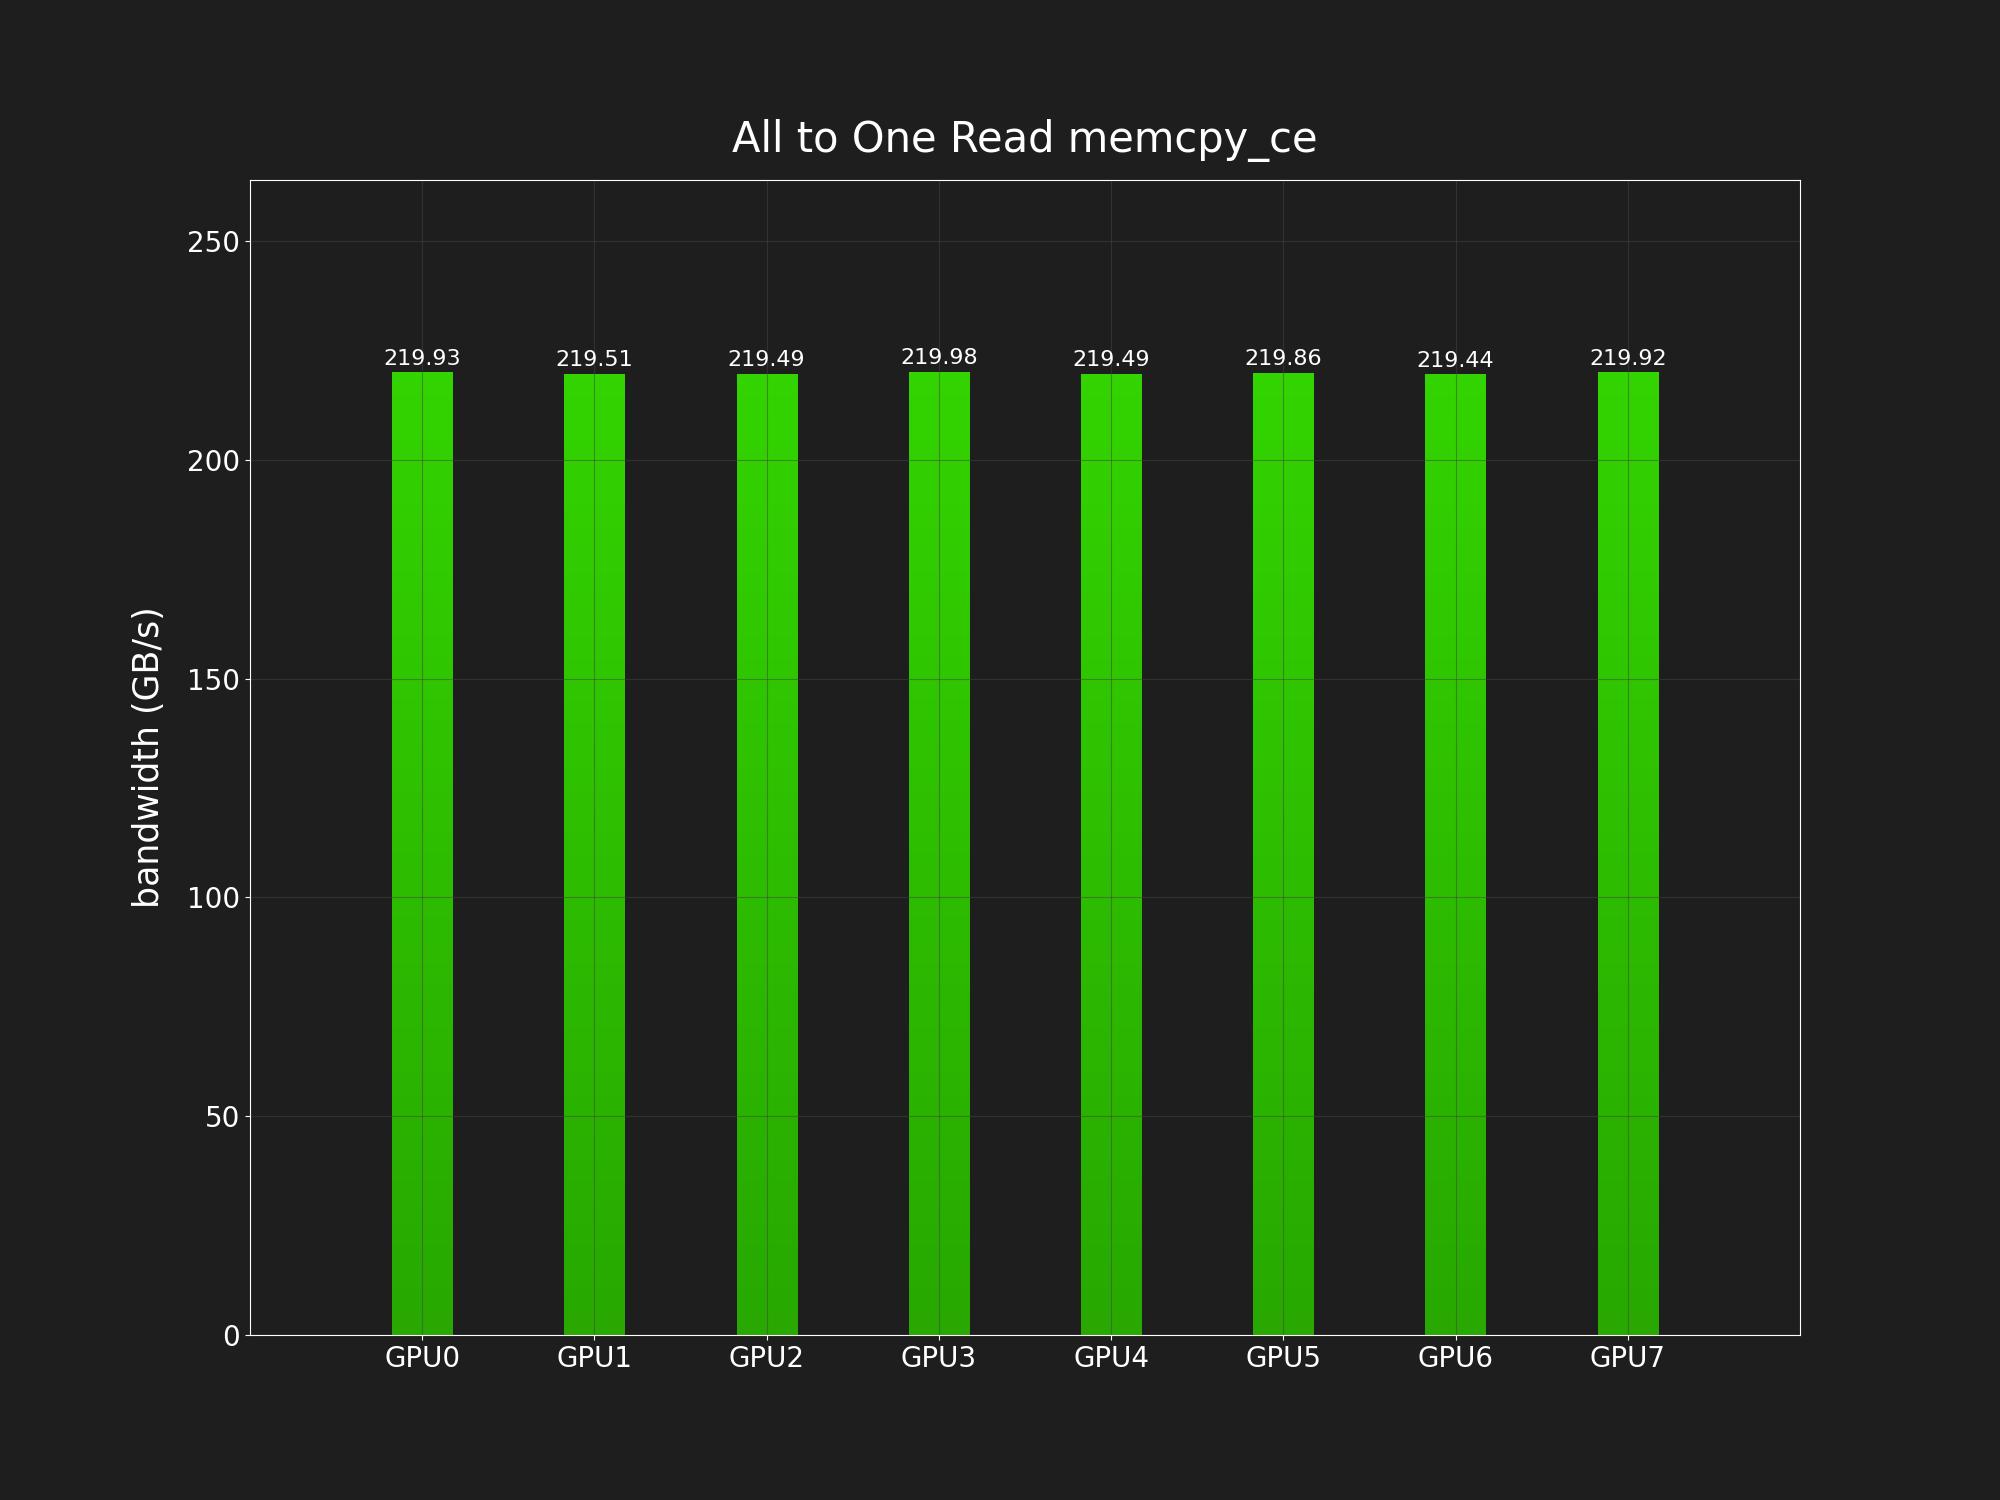 All to One Read memcpy_ce
bandwidth (GB/s)
250
200
150
100
50
0
219.93 219.51 219.49 219.98 219.49 219.86 219.44 219.92
GPU0 GPU1 GPU2 GPU3 GPU4 GPU5 GPU6 GPU7